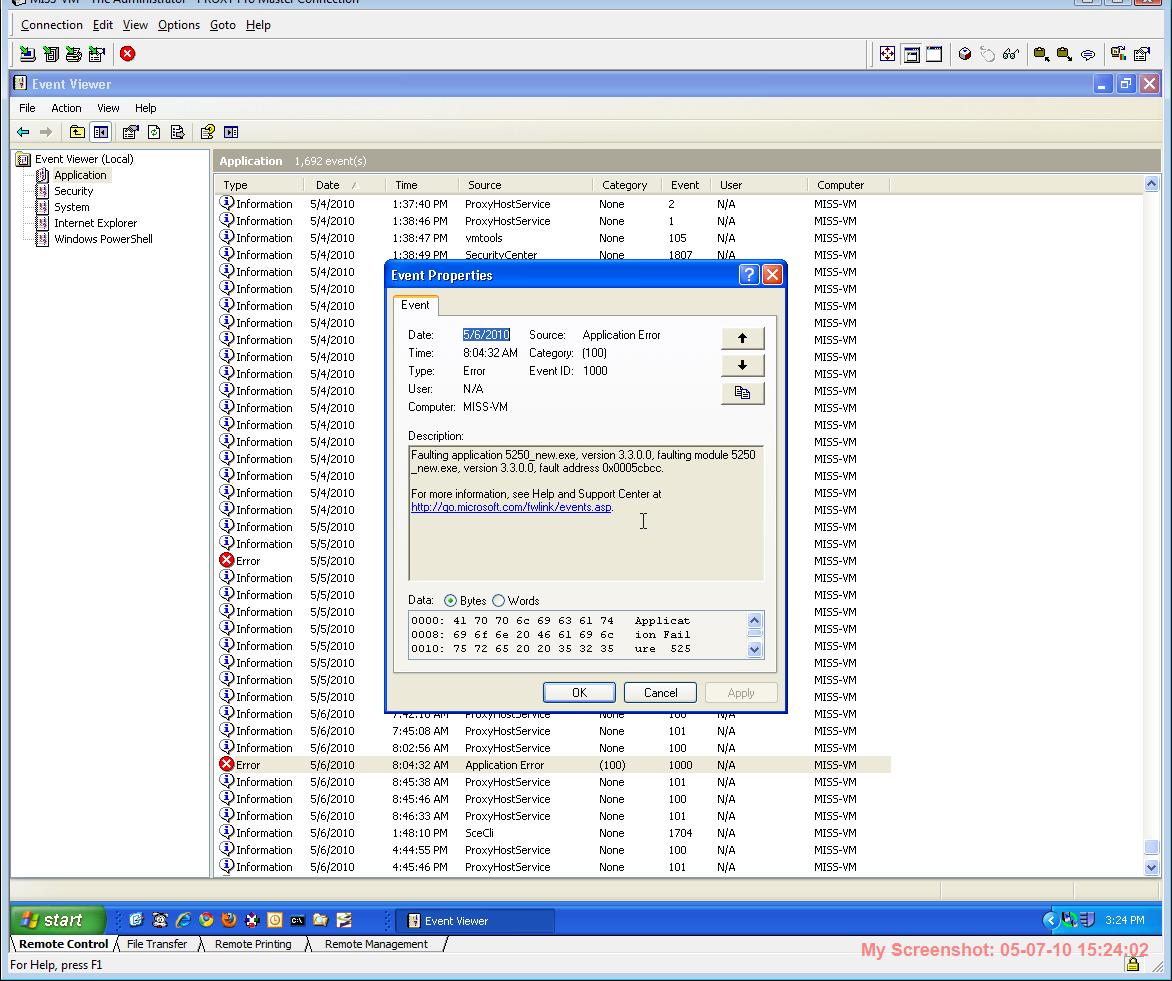 MISS-VM - The Administrator - PROXY Pro Master Connection
Connection Edit View Options Goto Help
Event Viewer
File Action View Help
Event Viewer (Local)
Application
Security
System
Internet Explorer
Windows PowerShell
Application 1,692 event(s)
Type Date Time Source Category Event User Computer
Information 5/4/2010 1:37:40 PM ProxyHostService None 2 N/A MISS-VM
Information 5/4/2010 1:38:46 PM ProxyHostService None 1 N/A MISS-VM
Information 5/4/2010 1:38:47 PM vmtools None 105 N/A MISS-VM
Information 5/4/2010 1:38:49 PM SecurityCenter None 1807 N/A MISS-VM
Information 5/4/2010 MISS-VM
Information 5/4/2010 MISS-VM
Information 5/4/2010 MISS-VM
Information 5/4/2010 MISS-VM
Information 5/4/2010 MISS-VM
Information 5/4/2010 MISS-VM
Information 5/4/2010 MISS-VM
Information 5/4/2010 MISS-VM
Information 5/4/2010 MISS-VM
Information 5/4/2010 MISS-VM
Information 5/4/2010 MISS-VM
Information 5/5/2010 MISS-VM
Information 5/5/2010 MISS-VM
Information 5/5/2010 MISS-VM
Information 5/5/2010 MISS-VM
Information 5/5/2010 MISS-VM
Information 5/5/2010 MISS-VM
Error 5/5/2010 MISS-VM
Information 5/5/2010 MISS-VM
Information 5/5/2010 MISS-VM
Information 5/5/2010 MISS-VM
Information 5/5/2010 MISS-VM
Information 5/5/2010 MISS-VM
Information 5/5/2010 MISS-VM
Information 5/5/2010 MISS-VM
Information 5/5/2010 MISS-VM
Information 5/6/2010 7:42:16 AM ProxyHostService None 100 N/A MISS-VM
Information 5/6/2010 7:45:08 AM ProxyHostService None 101 N/A MISS-VM
Information 5/6/2010 8:02:56 AM ProxyHostService None 100 N/A MISS-VM
Error 5/6/2010 8:04:32 AM Application Error (100) 1000 N/A MISS-VM
Information 5/6/2010 8:45:38 AM ProxyHostService None 101 N/A MISS-VM
Information 5/6/2010 8:45:46 AM ProxyHostService None 100 N/A MISS-VM
Information 5/6/2010 8:46:33 AM ProxyHostService None 101 N/A MISS-VM
Information 5/6/2010 1:48:10 PM SceCli None 1704 N/A MISS-VM
Information 5/6/2010 4:44:55 PM ProxyHostService None 100 N/A MISS-VM
Information 5/6/2010 4:45:46 PM ProxyHostService None 101 N/A MISS-VM
Event Properties
Event
Date: 5/6/2010 Source: Application Error
Time: 8:04:32 AM Category: (100)
Type: Error Event ID: 1000
User: N/A
Computer: MISS-VM
Description:
Faulting application 5250_new.exe, version 3.3.0.0, faulting module 5250
_new.exe, version 3.3.0.0, fault address 0x0005cbcc.
For more information, see Help and Support Center at
http://go.microsoft.com/fwlink/events.asp.
Data: Bytes Words
0000: 41 70 70 6c 69 63 61 74 Applicat
0008: 69 6f 6e 20 46 61 69 6c ion Fail
0010: 75 72 65 20 20 35 32 35 ure 525
OK Cancel Apply
start Event Viewer 3:24 PM
Remote Control File Transfer Remote Printing Remote Management
My Screenshot: 05-07-10 15:24:02
For Help, press F1